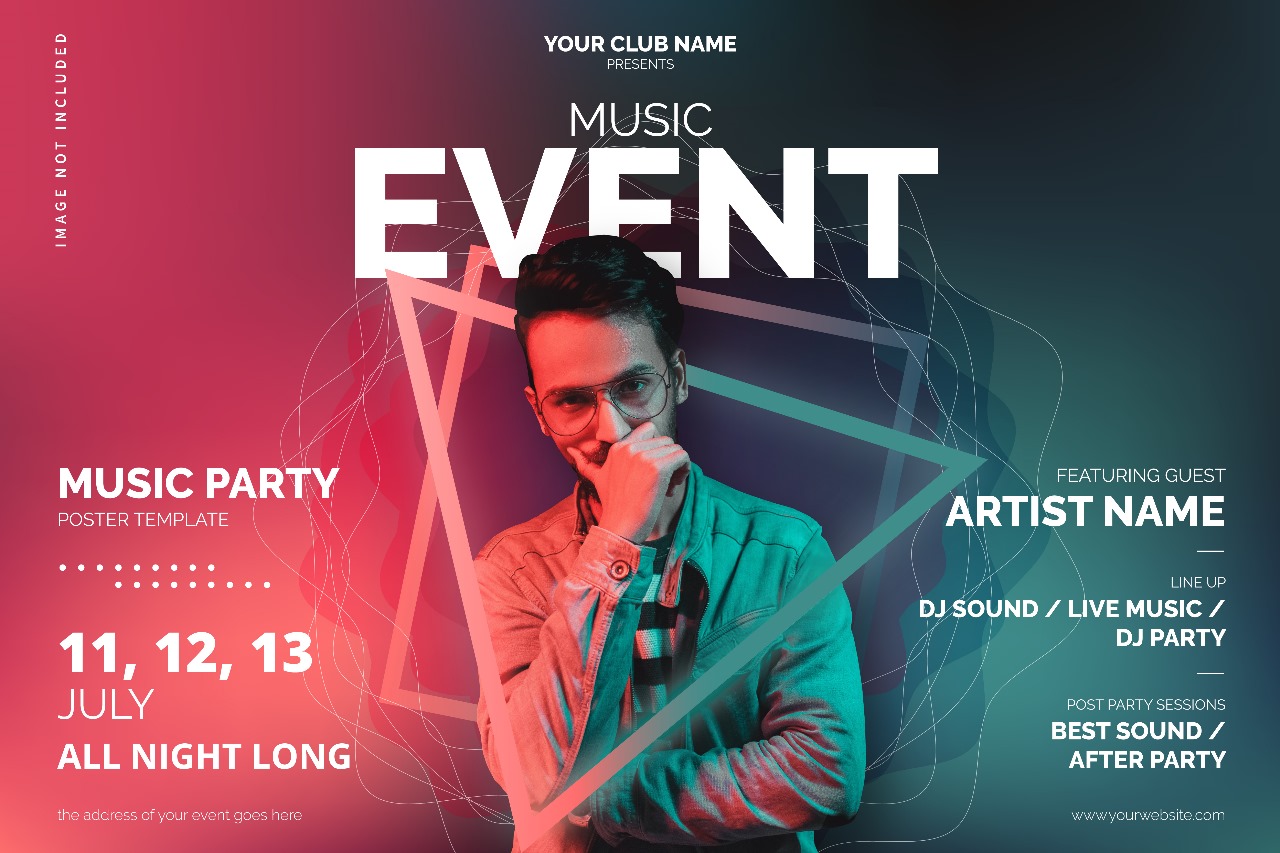 IMAGE NOT INCLUDED
YOUR CLUB NAME
PRESENTS
MUSIC
EVENT
MUSIC PARTY
POSTER TEMPLATE
11, 12, 13
JULY
ALL NIGHT LONG
the address of your event goes here
FEATURING GUEST
ARTIST NAME
LINE UP
DJ SOUND / LIVE MUSIC /
DJ PARTY
POST PARTY SESSIONS
BEST SOUND /
AFTER PARTY
www.yourwebsite.com